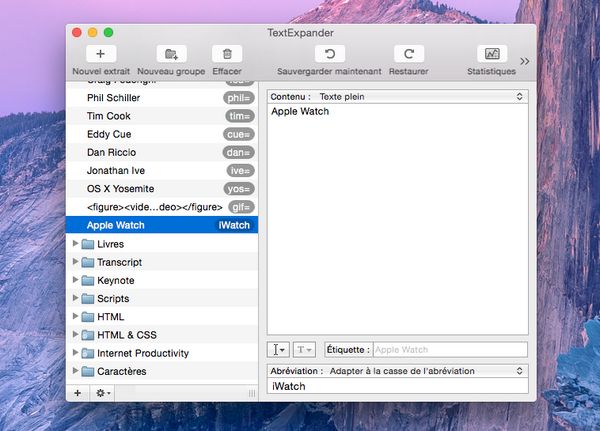 TextExpander
Nouvel extrait
Nouveau groupe
Effacer
Sauvergarder maintenant
Restaurer
Statistiques
Phil Schiller phil=
Tim Cook tim=
Eddy Cue cue=
Dan Riccio dan=
Jonathan Ive ive=
OS X Yosemite yos=
<figure><vide...deo></figure> gif=
Apple Watch iWatch
Livres
Transcript
Keynote
Scripts
HTML
HTML & CSS
Internet Productivity
Caractères
Contenu : Texte plein
Apple Watch
Étiquette : Apple Watch
Abréviation : Adapter à la casse de l'abréviation
iWatch